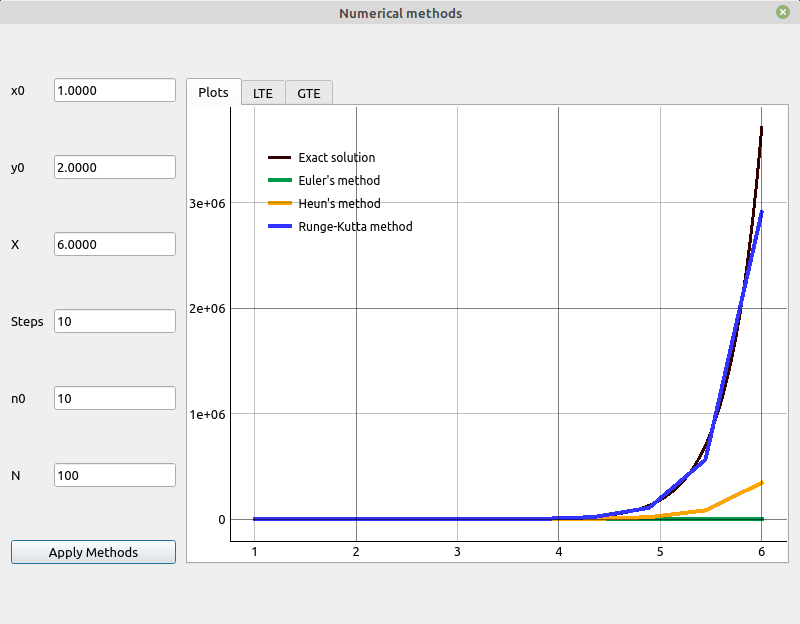 Numerical methods
x0 1.0000
y0 2.0000
X 6.0000
Steps 10
n0 10
N 100
Apply Methods
Plots LTE GTE
Exact solution
Euler's method
Heun's method
Runge-Kutta method
3e+06
2e+06
1e+06
0
1 2 3 4 5 6